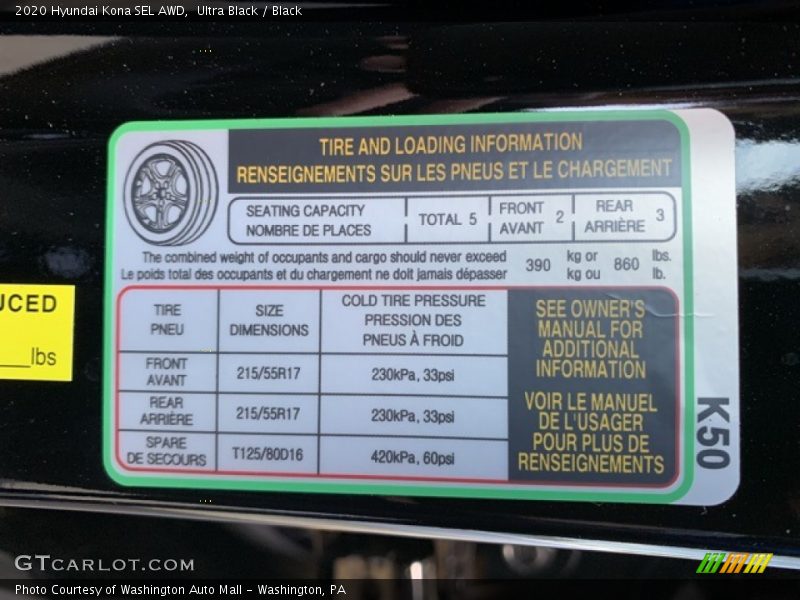 2020 Hyundai Kona SEL AWD,  Ultra Black / Black
TIRE AND LOADING INFORMATION
RENSEIGNEMENTS SUR LES PNEUS ET LE CHARGEMENT
SEATING CAPACITY
NOMBRE DE PLACES
TOTAL 5
FRONT
AVANT
2
REAR
ARRIÈRE
3
The combined weight of occupants and cargo should never exceed
Le poids total des occupants et du chargement ne doit jamais dépasser
390
kg or
kg ou
860
lbs.
lb.
UCED
lbs
TIRE
PNEU
SIZE
DIMENSIONS
COLD TIRE PRESSURE
PRESSION DES
PNEUS À FROID
FRONT
AVANT
215/55R17
230kPa, 33psi
REAR
ARRIÈRE
215/55R17
230kPa, 33psi
SPARE
DE SECOURS
T125/80D16
420kPa, 60psi
SEE OWNER'S
MANUAL FOR
ADDITIONAL
INFORMATION
VOIR LE MANUEL
DE L'USAGER
POUR PLUS DE
RENSEIGNEMENTS
K50
GTCARLOT.COM
Photo Courtesy of Washington Auto Mall - Washington, PA